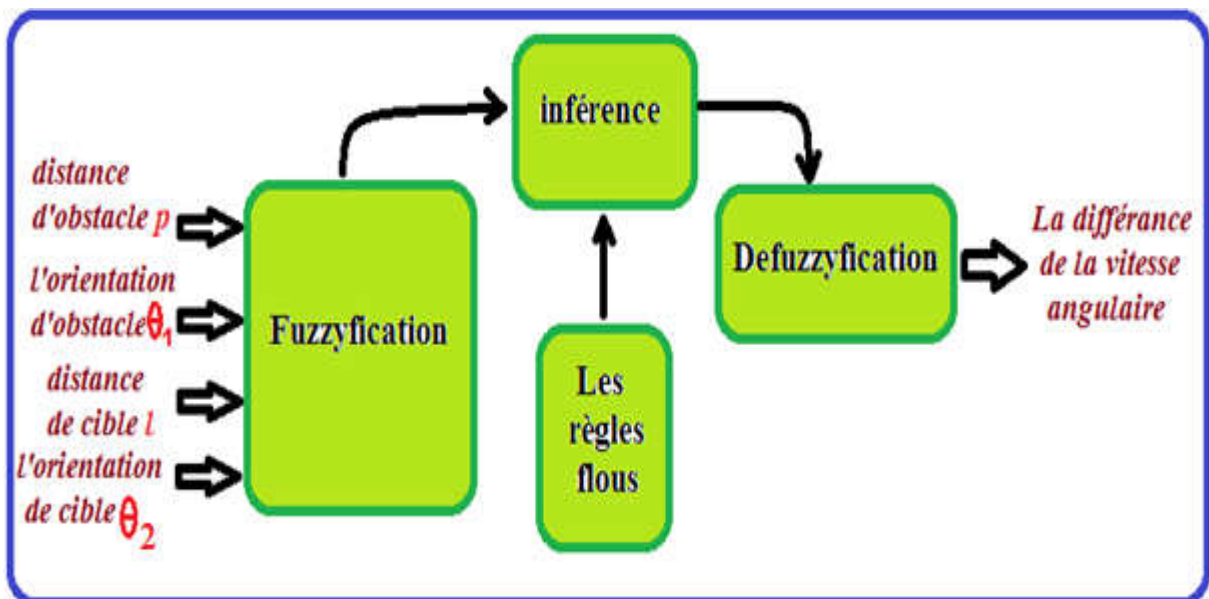 distance
d'obstacle p
l'orientation
d'obstacle θ₁
distance
de cible l
l'orientation
de cible θ₂
Fuzzyfication
inférence
Les
règles
flous
Defuzzyfication
La différance
de la vitesse
angulaire